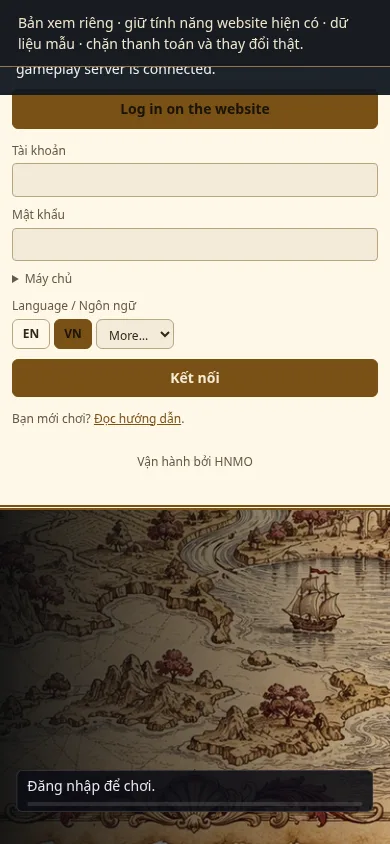 Bản xem riêng · giữ tính năng website hiện có · dữ
liệu mẫu · chặn thanh toán và thay đổi thật.
gameplay server is connected.
Log in on the website
Tài khoản
Mật khẩu
Máy chủ
Language / Ngôn ngữ
EN VN More...
Kết nối
Bạn mới chơi? Đọc hướng dẫn.
Vận hành bởi HNMO
Đăng nhập để chơi.